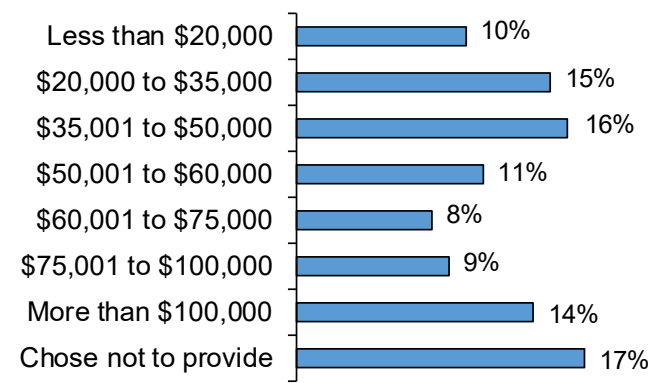 Less than $20,000 10%
$20,000 to $35,000 15%
$35,001 to $50,000 16%
$50,001 to $60,000 11%
$60,001 to $75,000 8%
$75,001 to $100,000 9%
More than $100,000 14%
Chose not to provide 17%